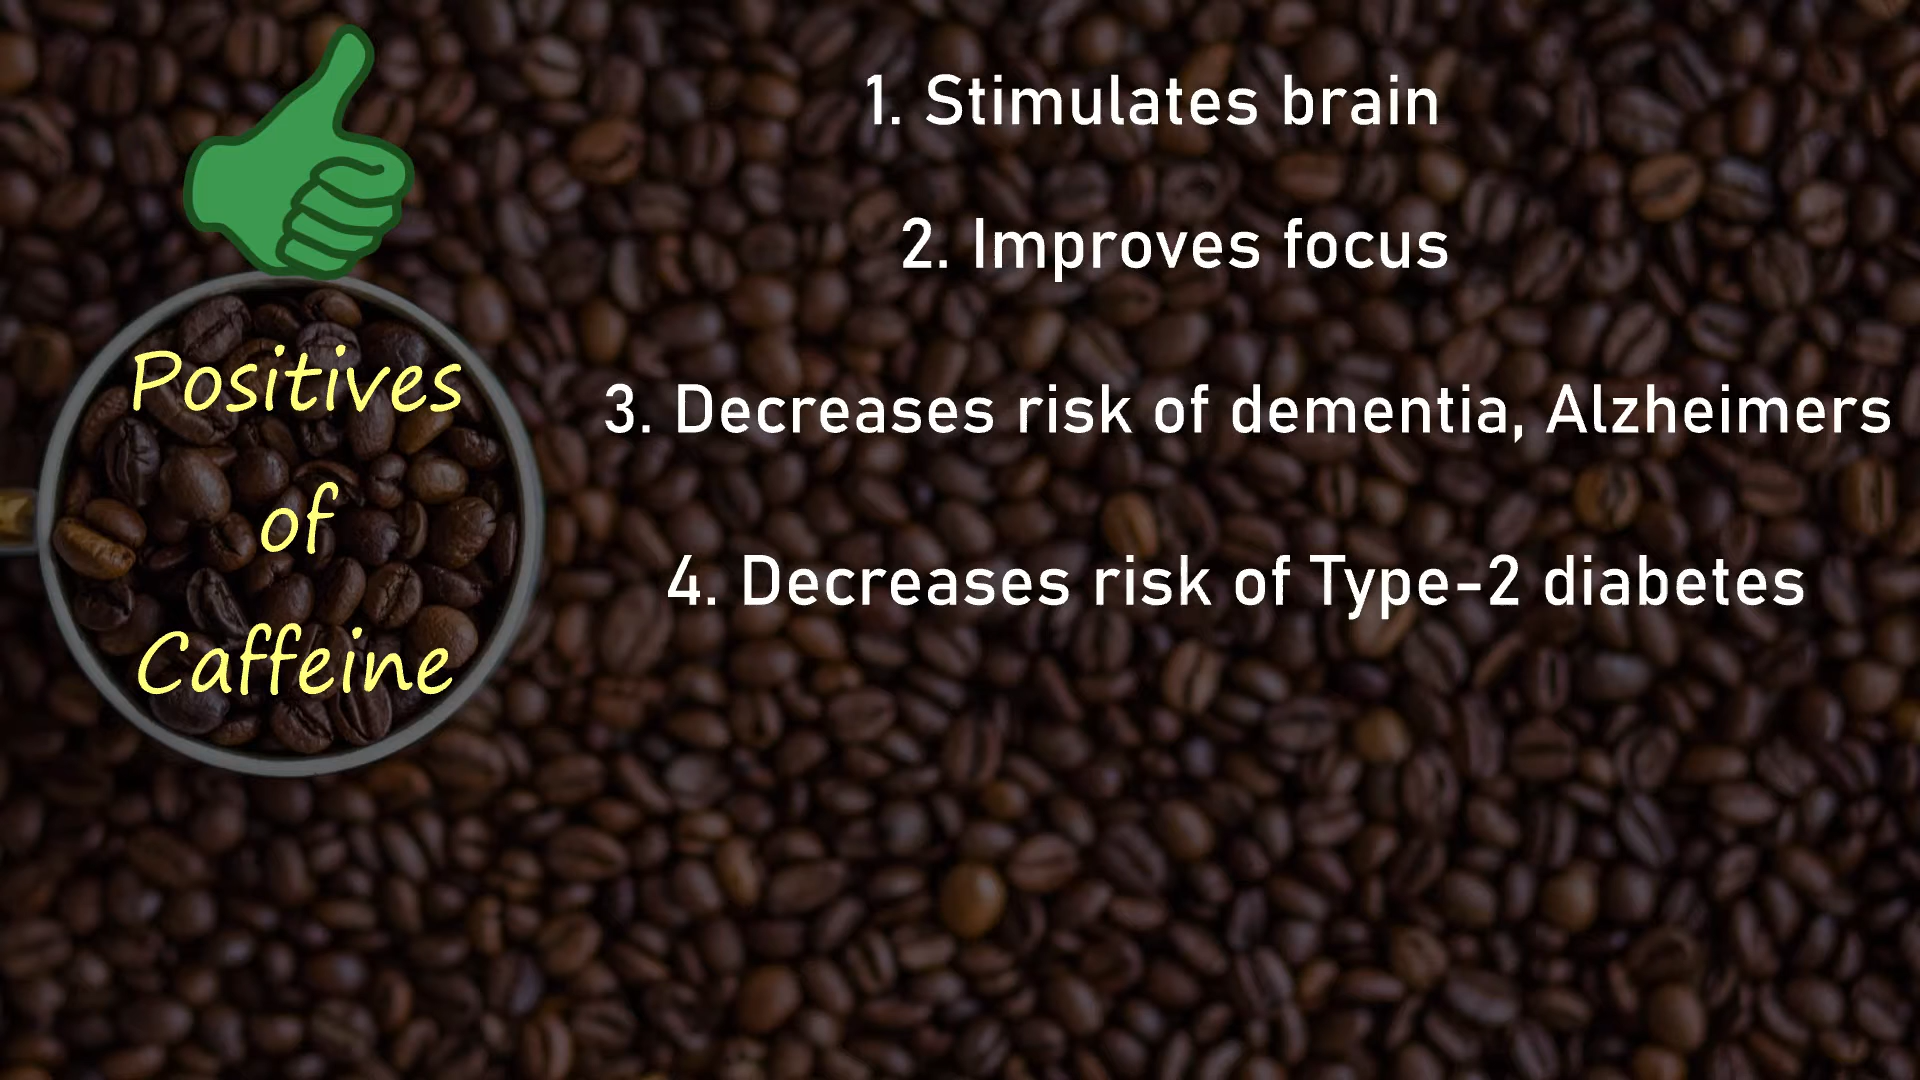 Positives
of
Caffeine
1. Stimulates brain
2. Improves focus
3. Decreases risk of dementia, Alzheimers
4. Decreases risk of Type-2 diabetes